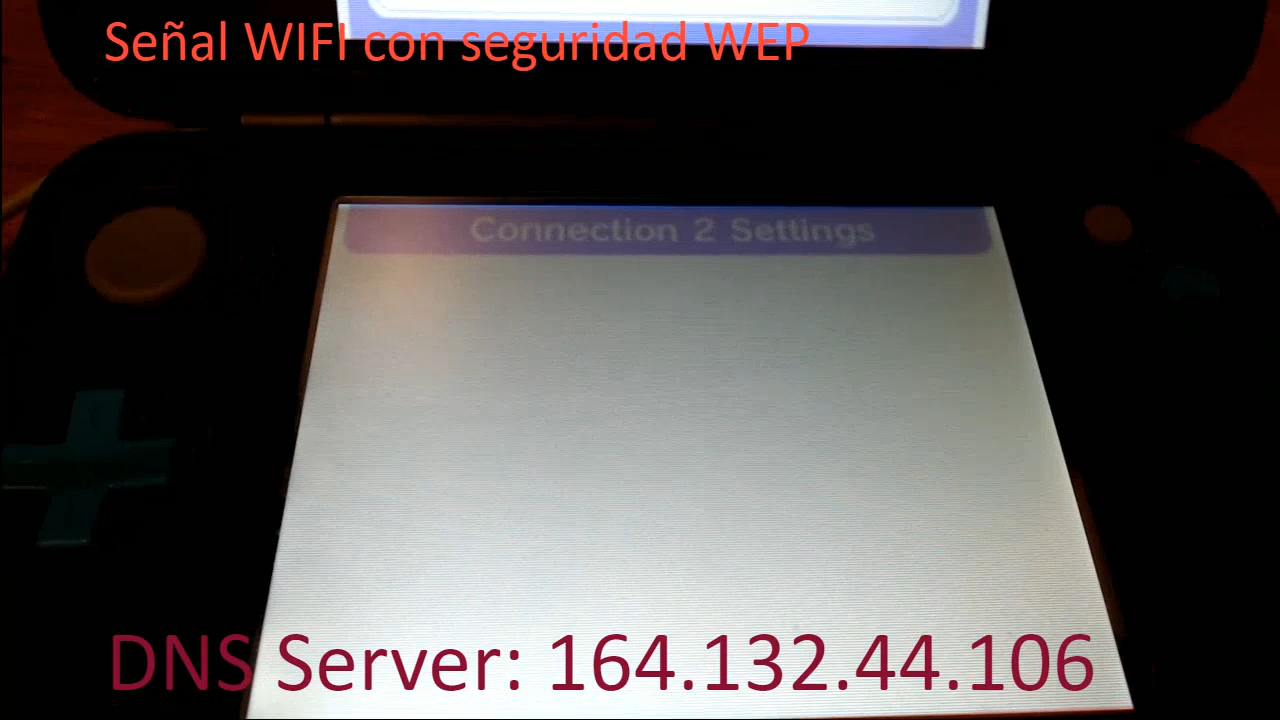 Señal WIFI con seguridad WEP
Connection 2 Settings
DNS Server: 164.132.44.106